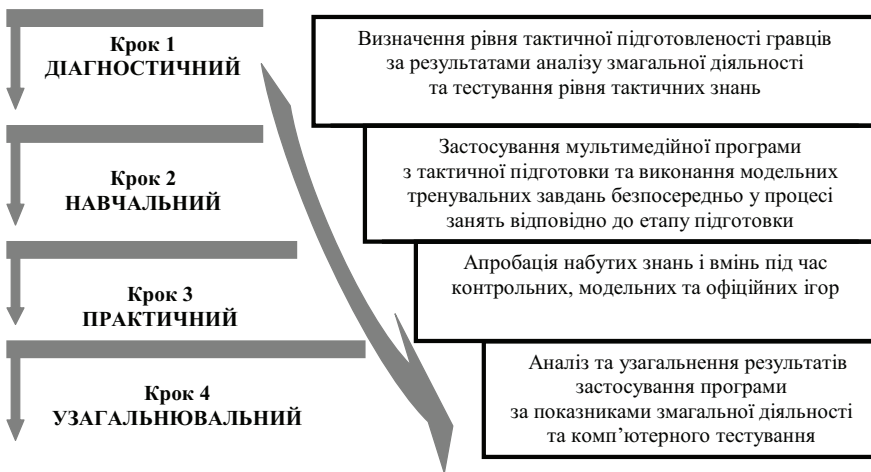 Крок 1
ДІАГНОСТИЧНИЙ
Визначення рівня тактичної підготовленості гравців
за результатами аналізу змагальної діяльності
та тестування рівня тактичних знань
Крок 2
НАВЧАЛЬНИЙ
Застосування мультимедійної програми
з тактичної підготовки та виконання модельних
тренувальних завдань безпосередньо у процесі
занять відповідно до етапу підготовки
Крок 3
ПРАКТИЧНИЙ
Апробація набутих знань і вмінь під час
контрольних, модельних та офіційних ігор
Крок 4
УЗАГАЛЬНЮВАЛЬНИЙ
Аналіз та узагальнення результатів
застосування програми
за показниками змагальної діяльності
та комп’ютерного тестування